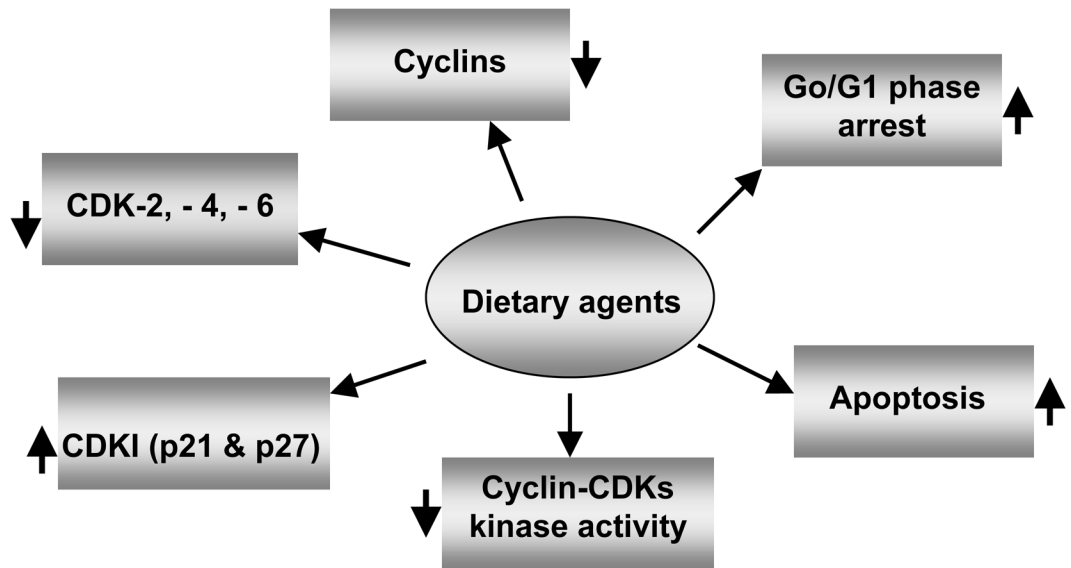 Cyclins
Go/G1 phase
arrest
CDK-2, - 4, - 6
Dietary agents
Apoptosis
CDKI (p21 & p27)
Cyclin-CDKs
kinase activity